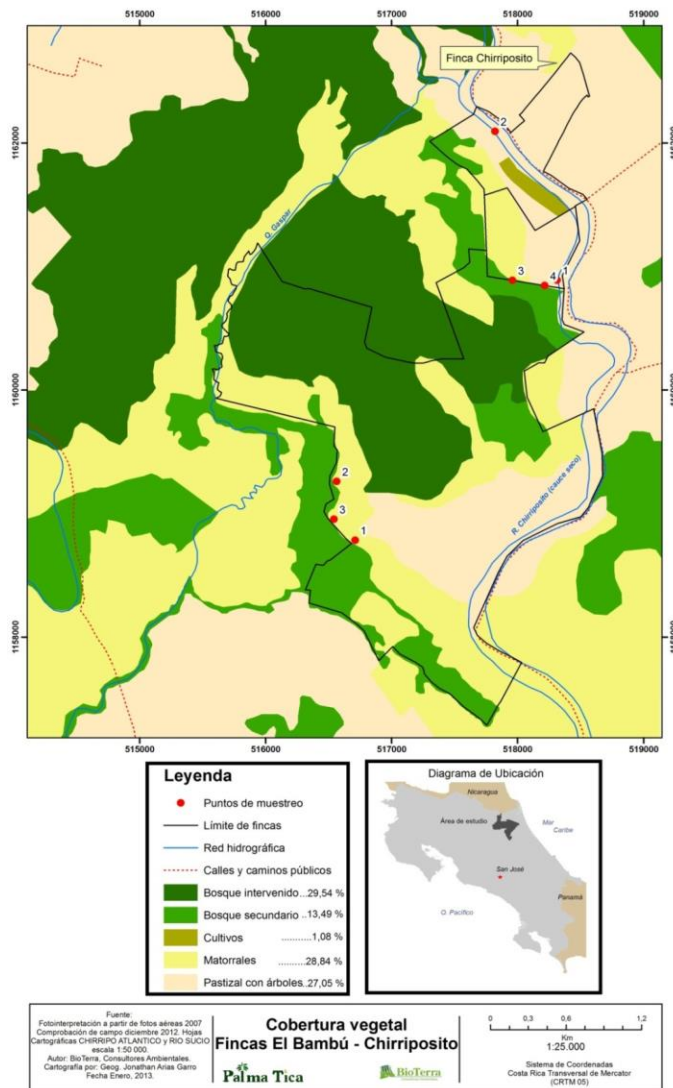 515000 516000 517000 518000 519000
Finca Chirriposito
2
1162000 1162000
Q. Gaspar
3 4 1
1160000 1160000
R. Chirriposito (cauce seco)
2
3
1
1158000 1158000
515000 516000 517000 518000 519000
Leyenda
Puntos de muestreo
Límite de fincas
Red hidrográfica
Calles y caminos públicos
Bosque intervenido ...29,54 %
Bosque secundario ..13,49 %
Cultivos ...........1,08 %
Matorrales ............28,84 %
Pastizal con árboles...27,05 %
Diagrama de Ubicación
Nicaragua
Área de estudio
Mar
Caribe
San José
Panamá
O. Pacífico
Fuente:
Fotointerpretación a partir de fotos aéreas 2007
Comprobación de campo diciembre 2012. Hojas
Cartográficas CHIRRIPO ATLANTICO y RIO SUCIO
escala 1:50 000.
Autor: BioTerra, Consultores Ambientales.
Cartografía por: Geog. Jonathan Arias Garro
Fecha Enero, 2013.
Cobertura vegetal
Fincas El Bambú - Chirriposito
Palma Tica
BioTerra
0 0.6 1.2
Km
1:25.000
Sistema de Coordenadas
Costa Rica Transversal de Mercator
(CRTM 05)